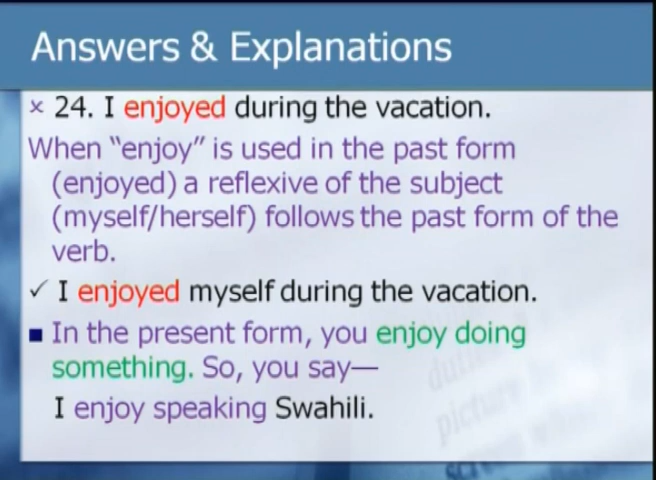 Answers & Explanations
× 24. I enjoyed during the vacation.
When "enjoy" is used in the past form
(enjoyed) a reflexive of the subject
(myself/herself) follows the past form of the
verb.
✓ I enjoyed myself during the vacation.
■ In the present form, you enjoy doing
something. So, you say—
I enjoy speaking Swahili.